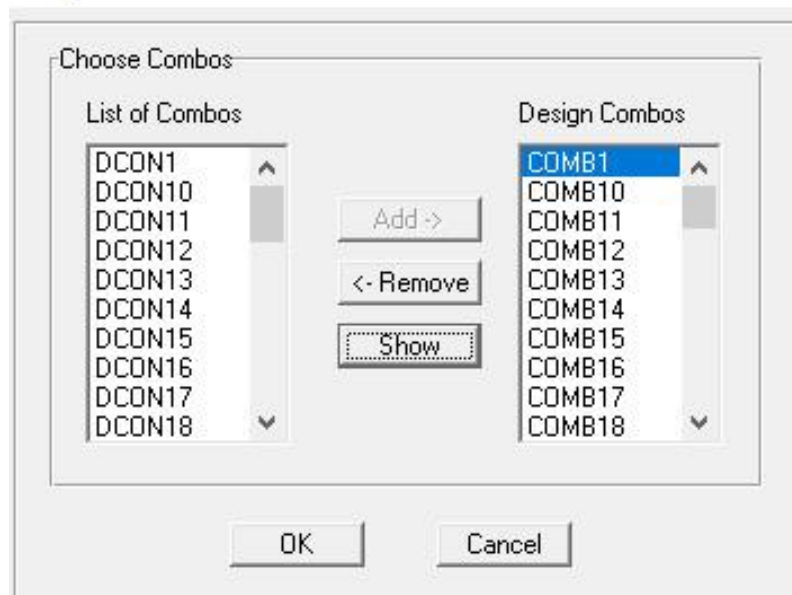 Choose Combos
List of Combos
DCON1
DCON10
DCON11
DCON12
DCON13
DCON14
DCON15
DCON16
DCON17
DCON18
Add ->
<- Remove
Show
Design Combos
COMB1
COMB10
COMB11
COMB12
COMB13
COMB14
COMB15
COMB16
COMB17
COMB18
OK
Cancel